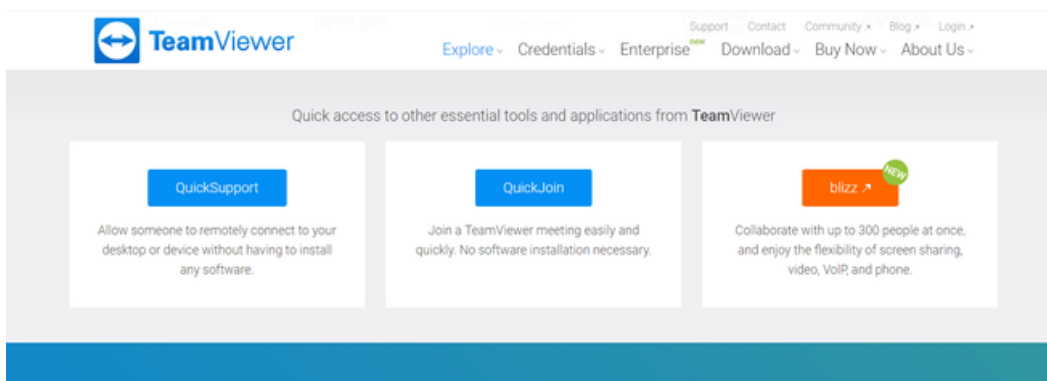 Support Contact Community Blog Login
TeamViewer
Explore Credentials Enterprise new Download Buy Now About Us
Quick access to other essential tools and applications from TeamViewer
QuickSupport
Allow someone to remotely connect to your
desktop or device without having to install
any software.
QuickJoin
Join a TeamViewer meeting easily and
quickly. No software installation necessary.
blizz
NEW
Collaborate with up to 300 people at once,
and enjoy the flexibility of screen sharing,
video, VoIP, and phone.